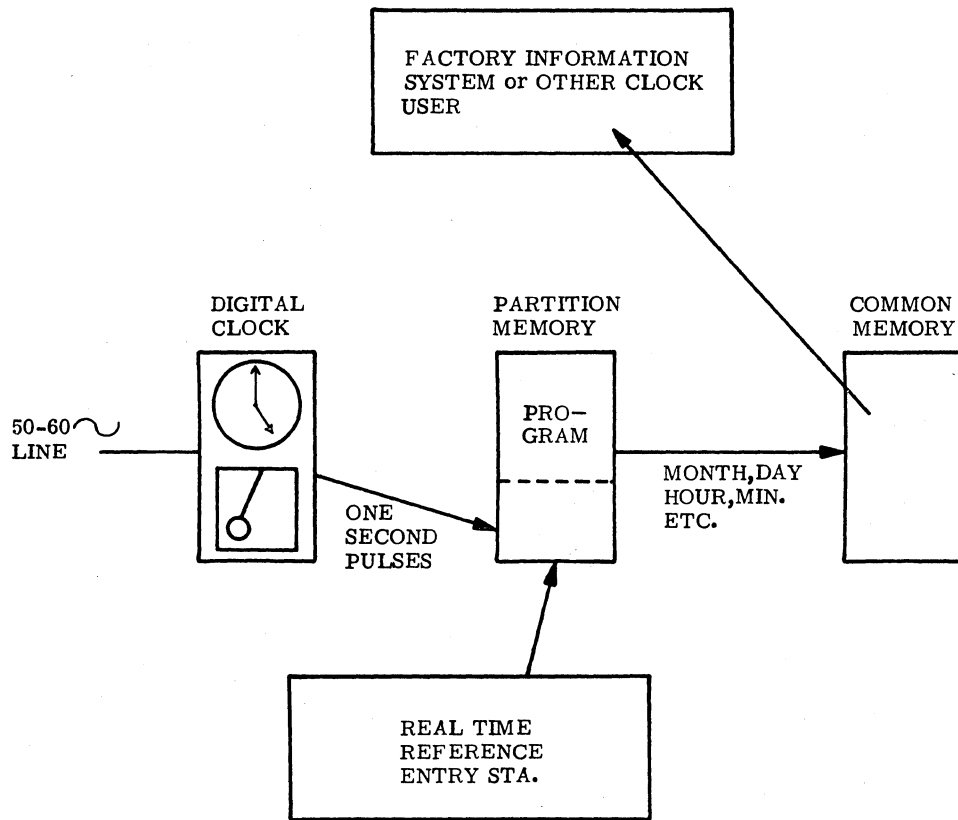 FACTORY INFORMATION
SYSTEM or OTHER CLOCK
USER
DIGITAL
CLOCK
PARTITION
MEMORY
COMMON
MEMORY
50-60
LINE
PRO-
GRAM
MONTH,DAY
HOUR,MIN.
ETC.
ONE
SECOND
PULSES
REAL TIME
REFERENCE
ENTRY STA.